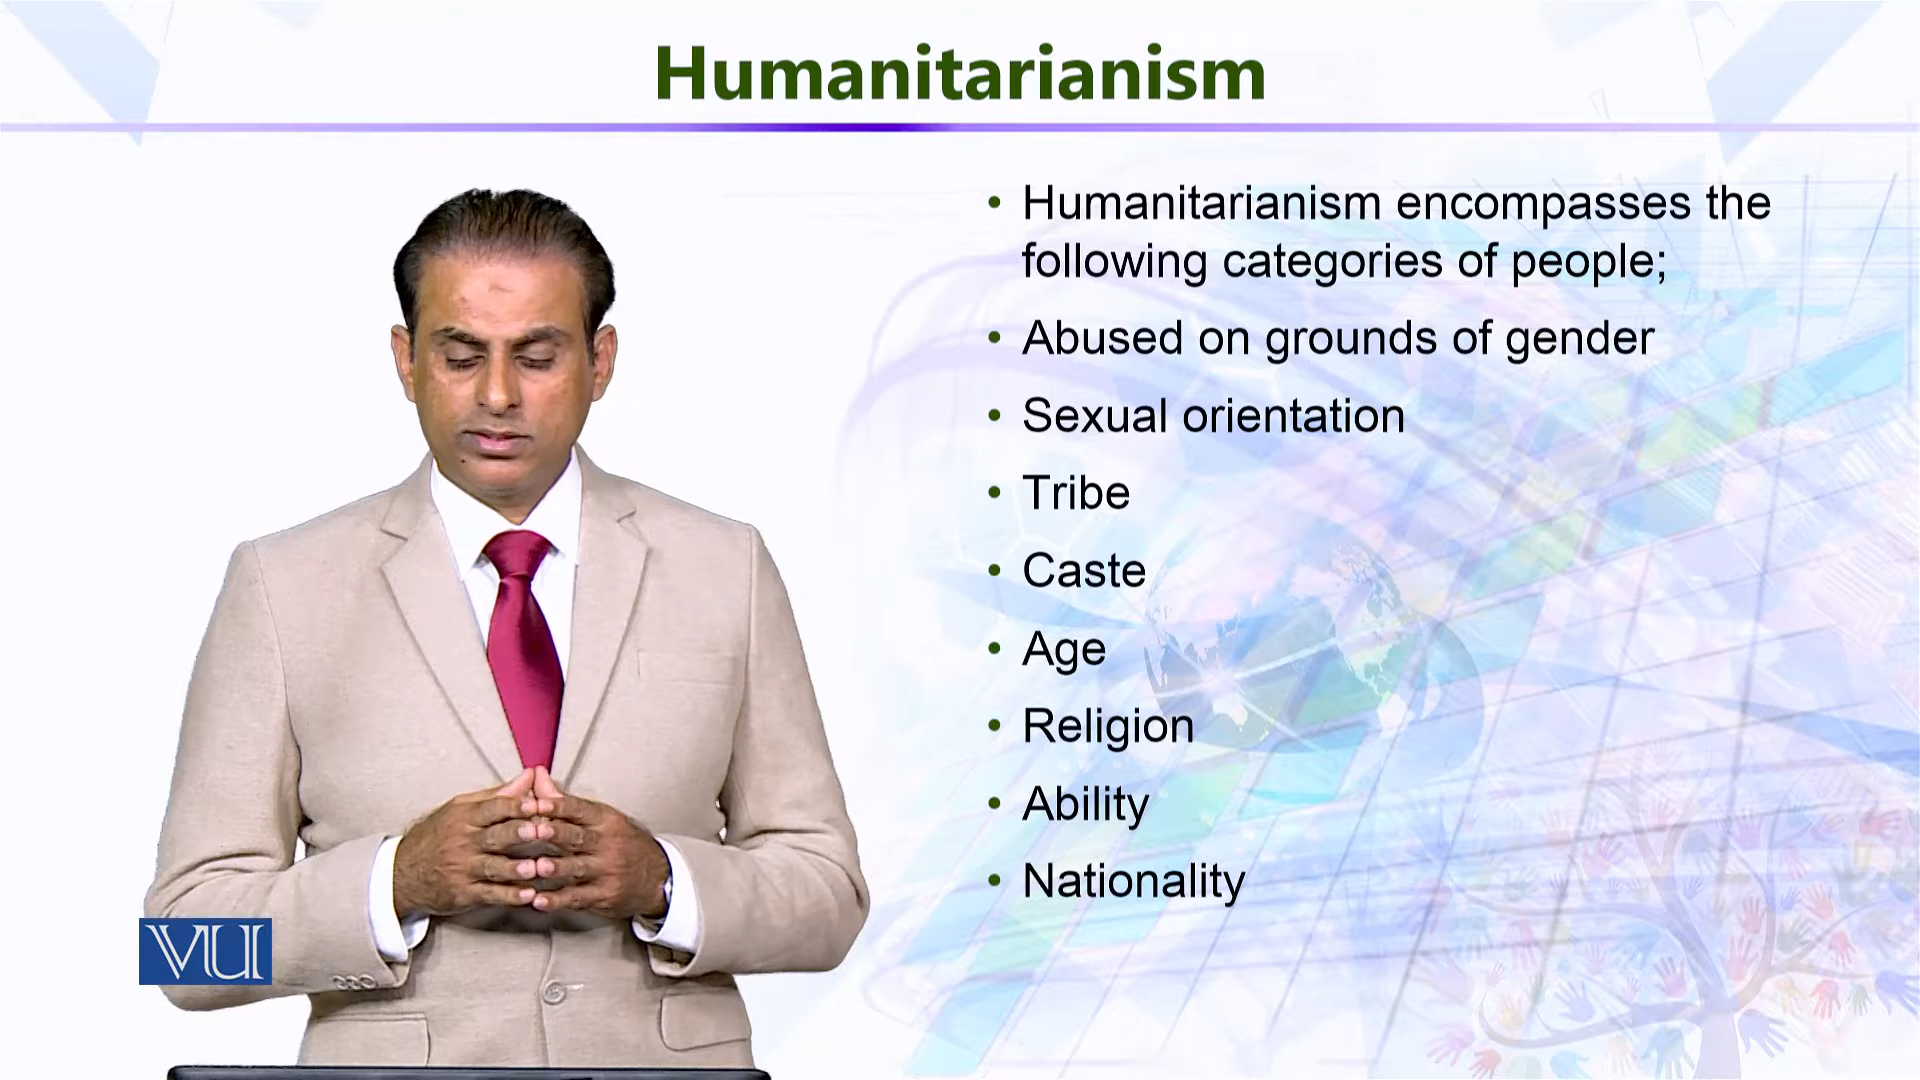 Humanitarianism
• Humanitarianism encompasses the
following categories of people;
• Abused on grounds of gender
• Sexual orientation
• Tribe
• Caste
• Age
• Religion
• Ability
• Nationality
VU